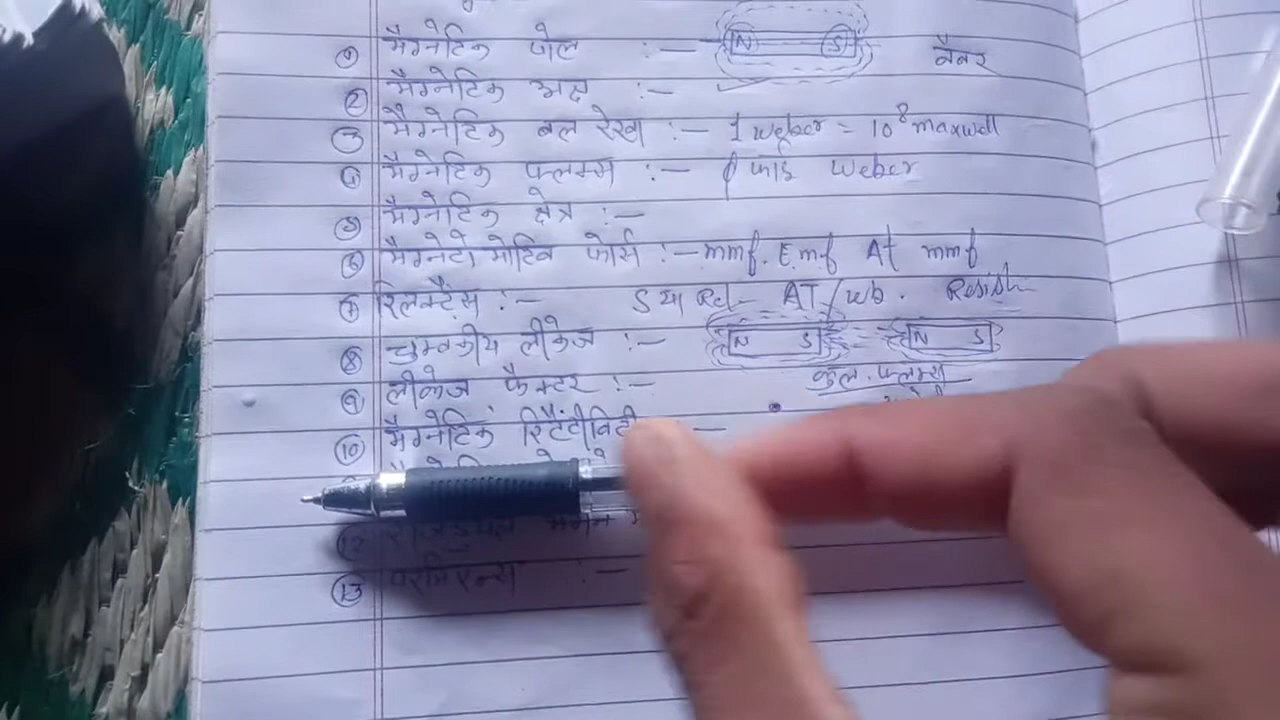 ① मैग्नेटिक पोल :— N S वैबर
② मैग्नेटिक अक्ष :—
③ मैग्नेटिक बल रेखा :— 1 weber = 10⁸ maxwell
④ मैग्नेटिक फ्लक्स :— ϕ फाई weber
⑤ मैग्नेटिक क्षेत्र :—
⑥ मैग्नेटो मोटिव फोर्स :— mmf. Emf At mmf
⑦ रिलक्टैंस :— S या Rel- AT/wb.
⑧ चुम्बकीय लीकेज :— N S N S
⑨ लीकेज फैक्टर :— कुल फ्लक्स
⑩ मैग्नेटिक रिटैंटीविटी :—
⑫
⑬ परमिएन्स :—